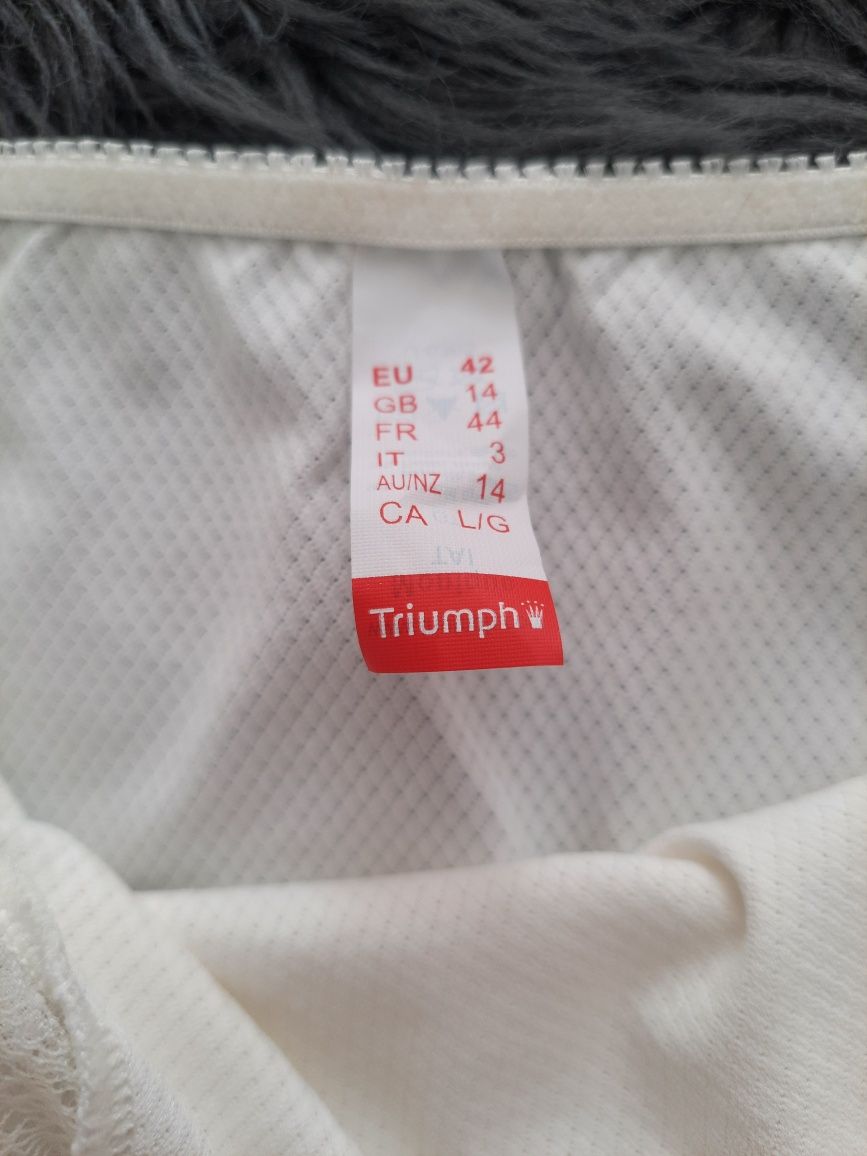 EU 42
GB 14
FR 44
IT 3
AU/NZ 14
CA L/G
Triumph